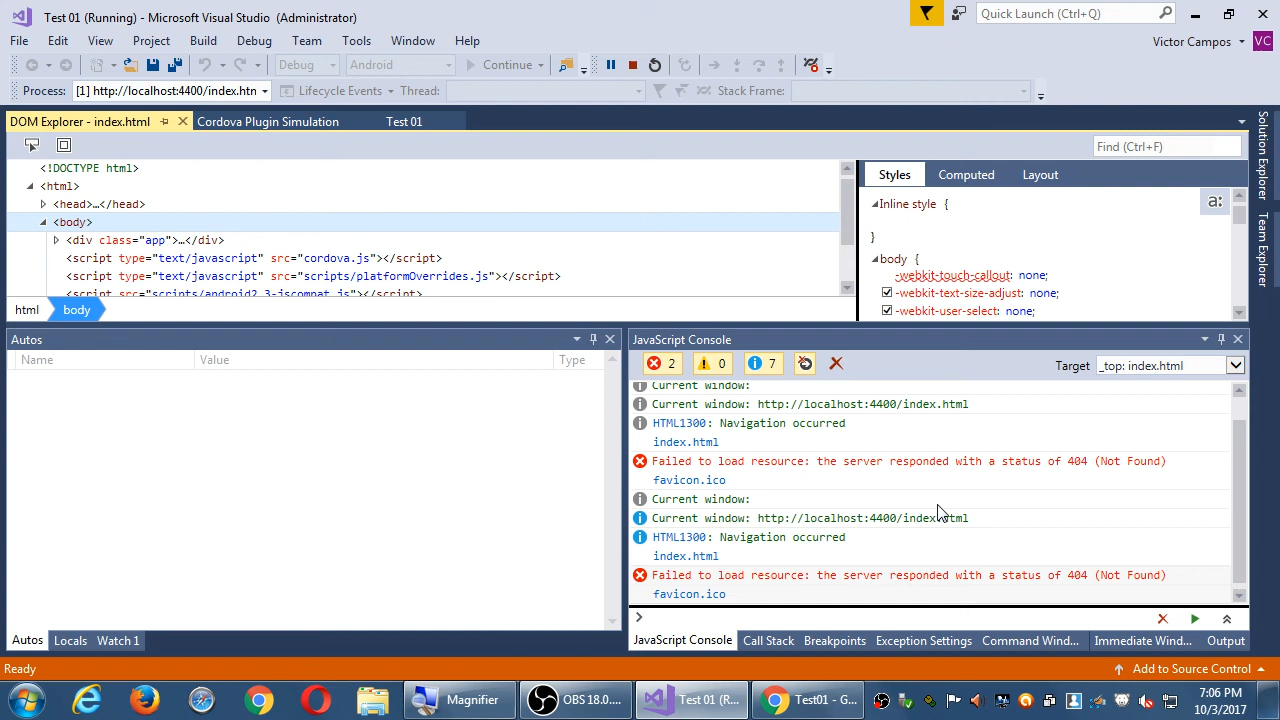 Test 01 (Running) - Microsoft Visual Studio (Administrator)
Quick Launch (Ctrl+Q)
File Edit View Project Build Debug Team Tools Window Help
Victor Campos VC
Debug Android Continue
Process: [1] http://localhost:4400/index.htn Lifecycle Events Thread: Stack Frame:
DOM Explorer - index.html Cordova Plugin Simulation Test 01
Find (Ctrl+F)
<!DOCTYPE html>
<html>
<head>…</head>
<body>
<div class="app">…</div>
<script type="text/javascript" src="cordova.js"></script>
<script type="text/javascript" src="scripts/platformOverrides.js"></script>
<script src="scripts/android2.3-jscompat.js"></script>
html body
Styles Computed Layout
a:
Inline style {
}
body {
-webkit-touch-callout: none;
-webkit-text-size-adjust: none;
-webkit-user-select: none;
Solution Explorer
Team Explorer
Autos
Name Value Type
Autos Locals Watch 1
JavaScript Console
2 0 7 Target _top: index.html
Current window:
Current window: http://localhost:4400/index.html
HTML1300: Navigation occurred
index.html
Failed to load resource: the server responded with a status of 404 (Not Found)
favicon.ico
Current window:
Current window: http://localhost:4400/index.html
HTML1300: Navigation occurred
index.html
Failed to load resource: the server responded with a status of 404 (Not Found)
favicon.ico
JavaScript Console Call Stack Breakpoints Exception Settings Command Wind... Immediate Win... Output
Ready Add to Source Control
Magnifier OBS 18.0.... Test 01 (R... Test01 - G...
7:06 PM
10/3/2017